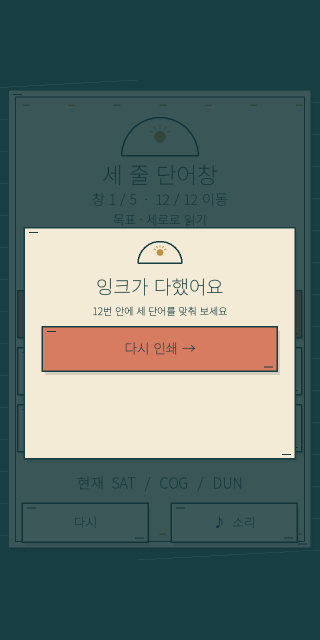 세 줄 단어창
창 1 / 5 · 12 / 12 이동
목표 · 세로로 읽기
잉크가 다했어요
12번 안에 세 단어를 맞춰 보세요
다시 인쇄 →
현재 SAT / COG / DUN
다시
♪ 소리